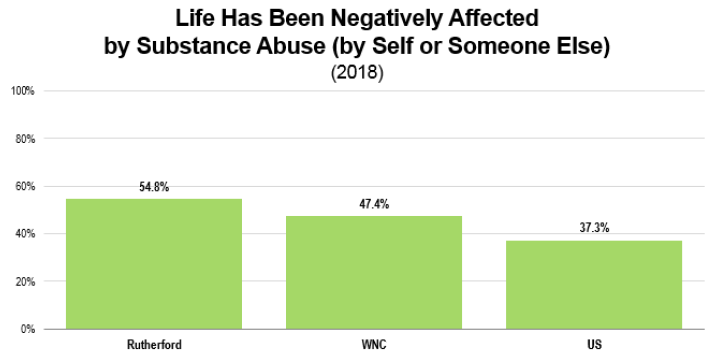 Life Has Been Negatively Affected
by Substance Abuse (by Self or Someone Else)
(2018)
100%
80%
60%
40%
20%
0%
54.8%
47.4%
37.3%
Rutherford
WNC
US